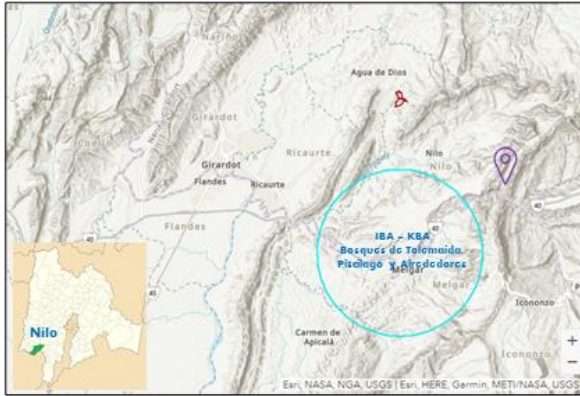 Nariño
Agua de Dios
Girardot
Coello
Girardot
Ricaurte
Nilo
Nilo
Flandes
Ricaurte
40
Flandes
IBA – KBA
40
Bosques de Tolemaida
Piscilago y Alrededores
40
Melgar
Melgar
45
Nilo
Icononzo
Carmen de
Apicalá
Icononzo
+
−
Esri, NASA, NGA, USGS | Esri, HERE, Garmin, METI/NASA, USGS